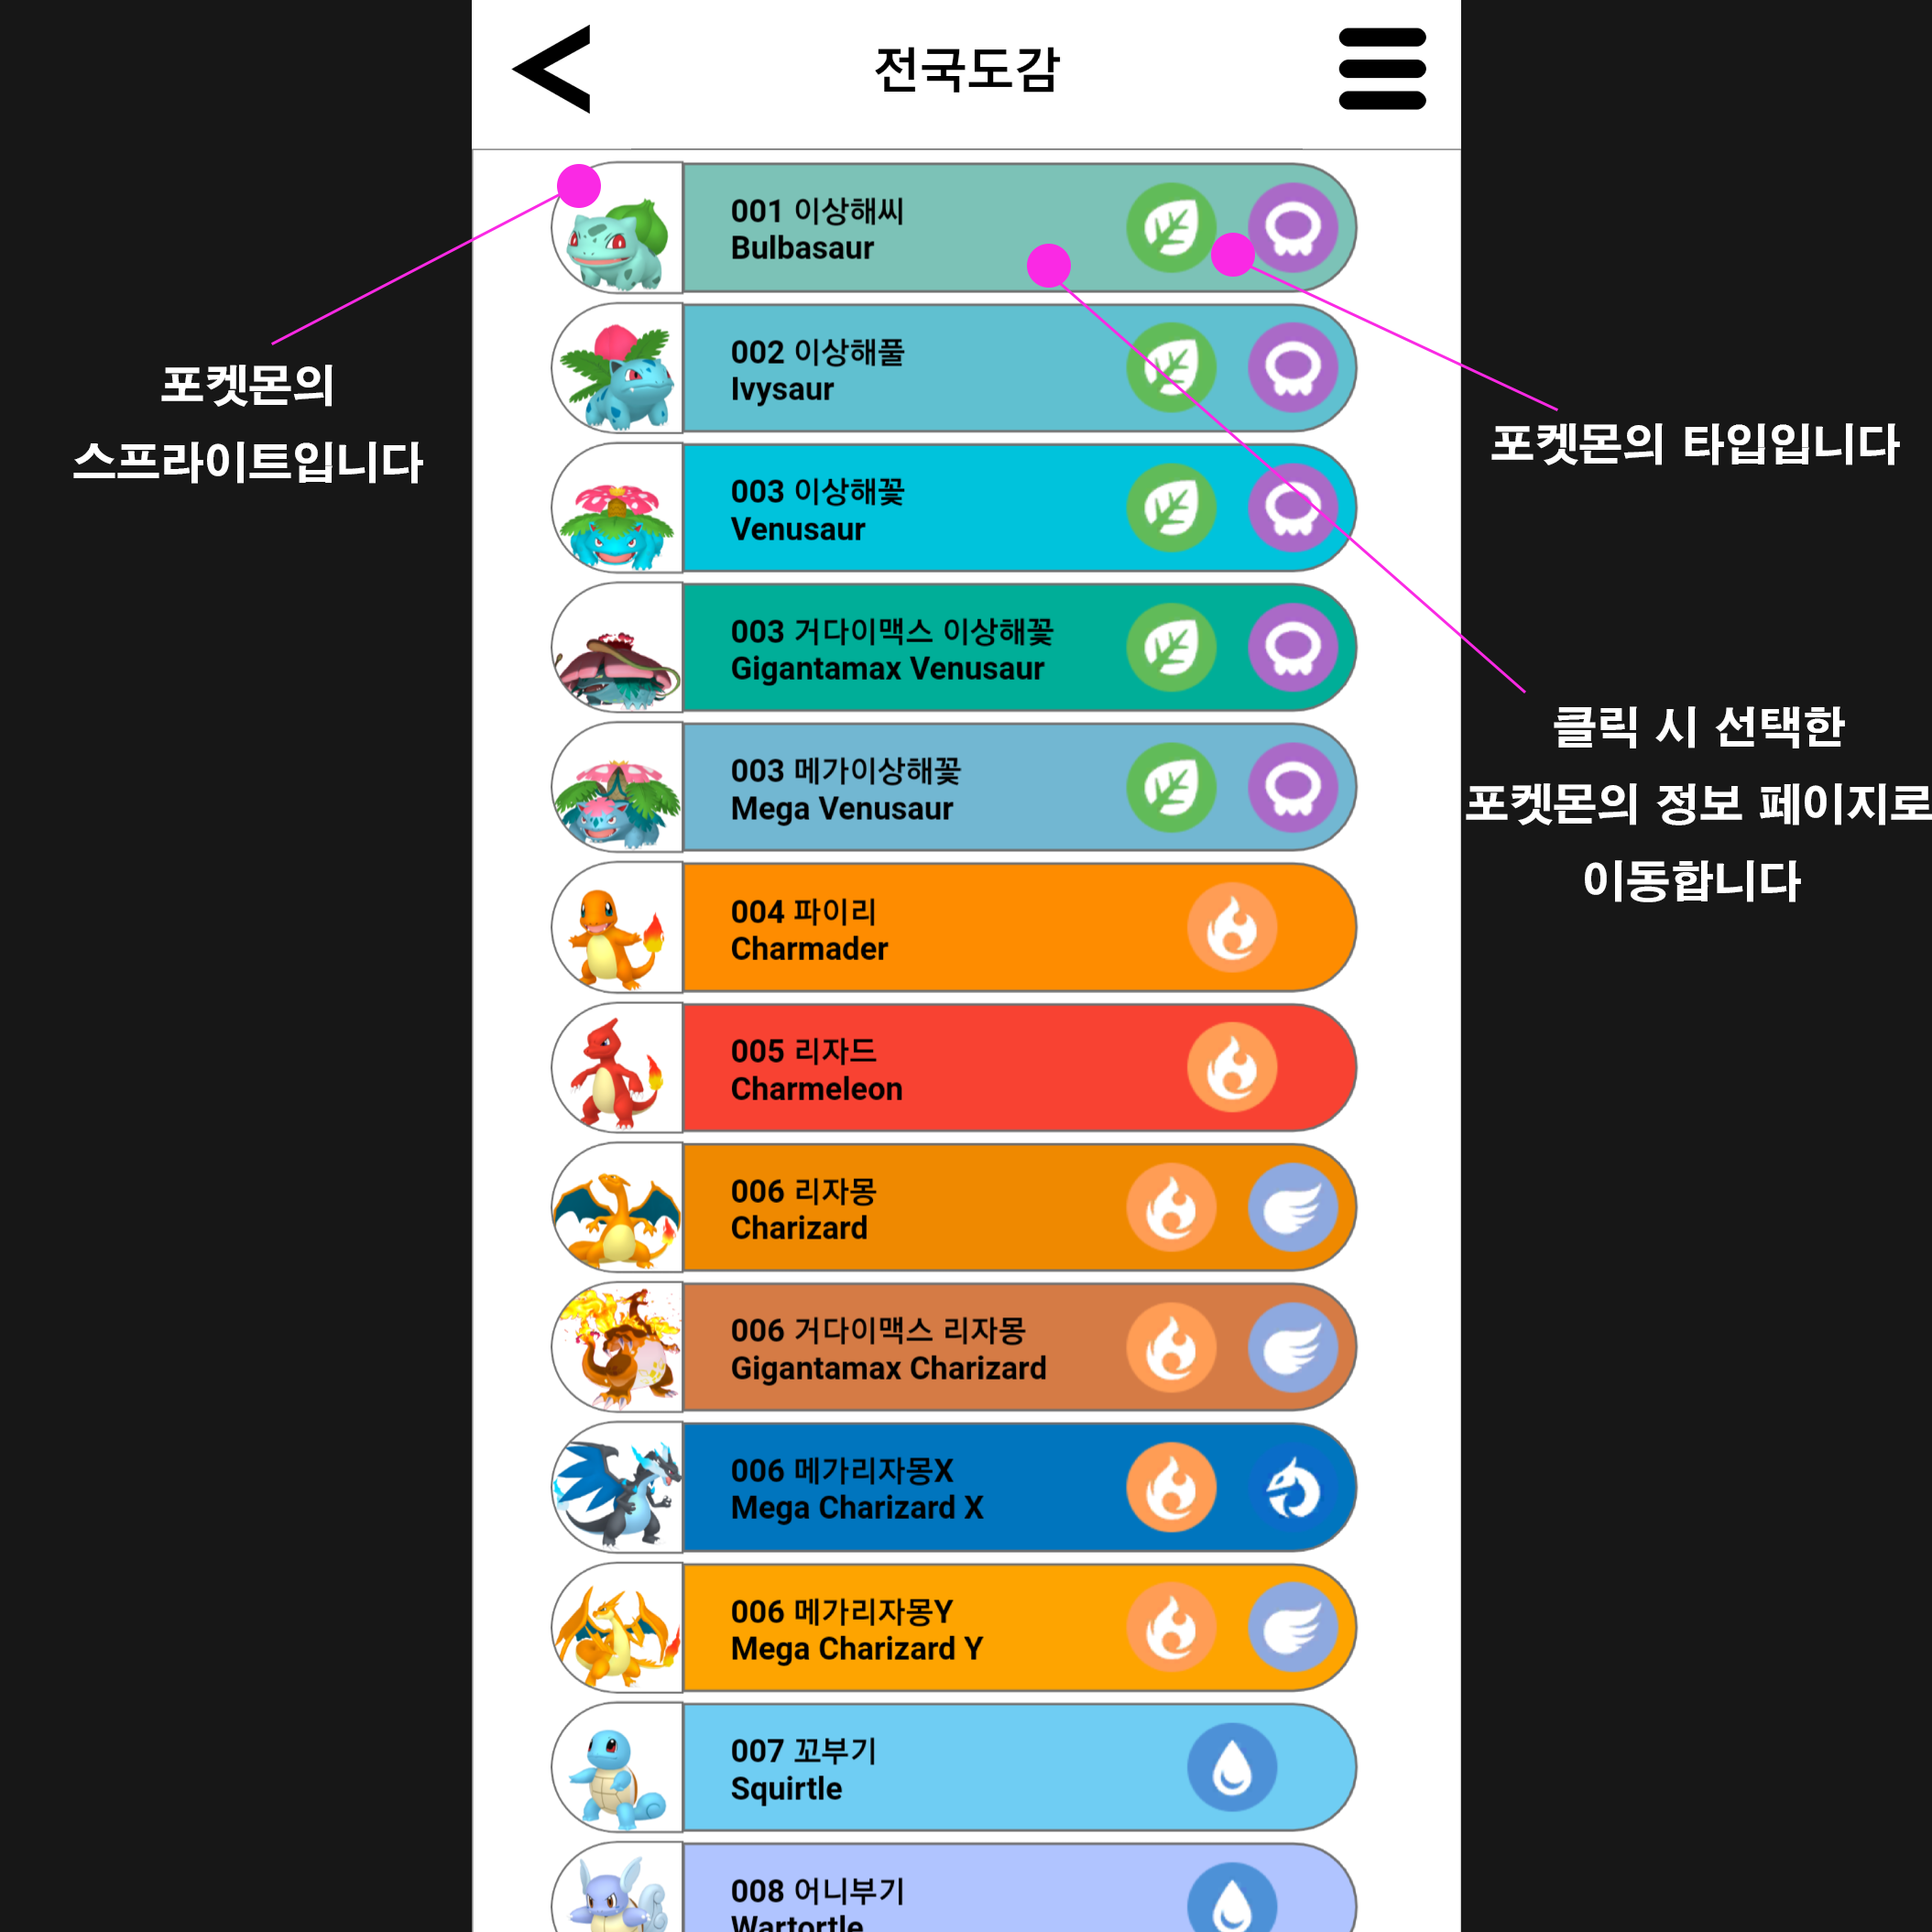 전국도감
001 이상해씨
Bulbasaur
002 이상해풀
Ivysaur
003 이상해꽃
Venusaur
003 거다이맥스 이상해꽃
Gigantamax Venusaur
003 메가이상해꽃
Mega Venusaur
004 파이리
Charmader
005 리자드
Charmeleon
006 리자몽
Charizard
006 거다이맥스 리자몽
Gigantamax Charizard
006 메가리자몽X
Mega Charizard X
006 메가리자몽Y
Mega Charizard Y
007 꼬부기
Squirtle
008 어니부기
Wartortle
포켓몬의
스프라이트입니다
포켓몬의 타입입니다
클릭 시 선택한
포켓몬의 정보 페이지로
이동합니다